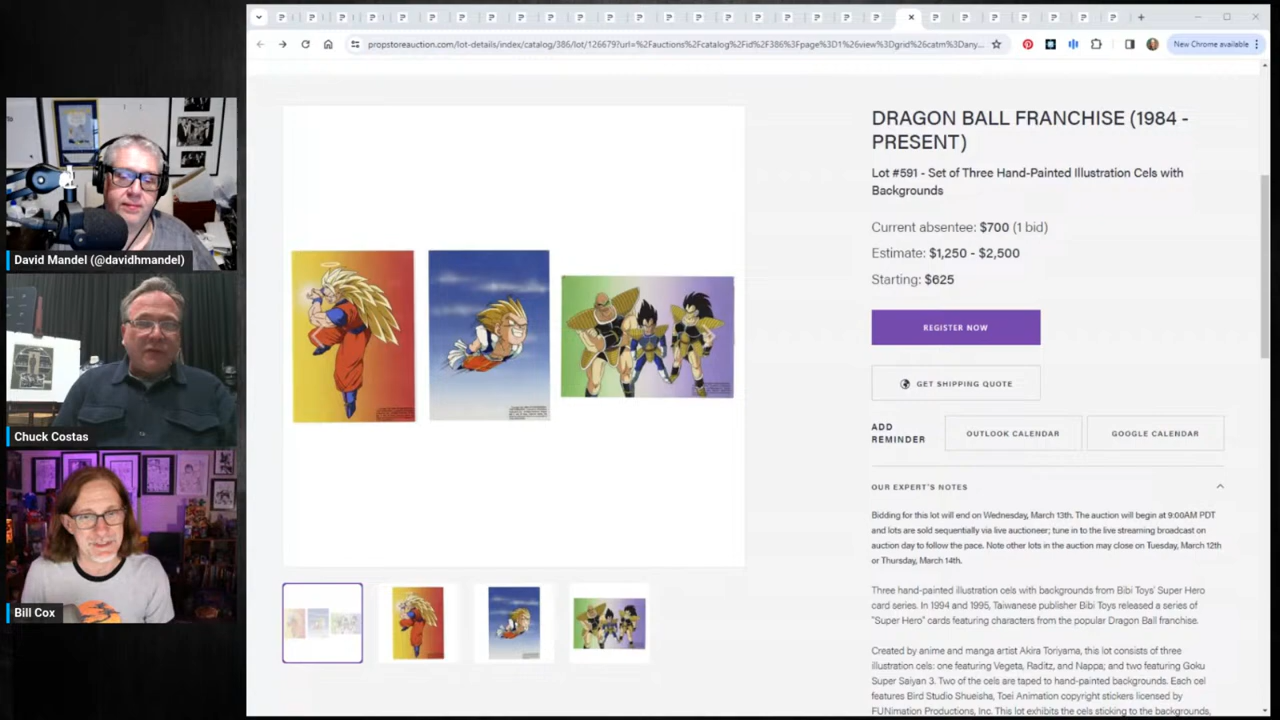 propstoreauction.com/lot-details/index/catalog/386/lot/126679?url=%2Fauctions%2Fcatalog%2Fid%2F386%3Fpage%3D1%26view%3Dgrid%26catm%3Dany...
New Chrome available
DRAGON BALL FRANCHISE (1984 -
PRESENT)
Lot #591 - Set of Three Hand-Painted Illustration Cels with
Backgrounds
Current absentee: $700 (1 bid)
Estimate: $1,250 - $2,500
Starting: $625
REGISTER NOW
GET SHIPPING QUOTE
ADD
REMINDER
OUTLOOK CALENDAR
GOOGLE CALENDAR
OUR EXPERT'S NOTES
Bidding for this lot will end on Wednesday, March 13th. The auction will begin at 9:00AM PDT
and lots are sold sequentially via live auctioneer; tune in to the live streaming broadcast on
auction day to follow the pace. Note other lots in the auction may close on Tuesday, March 12th
or Thursday, March 14th.
Three hand-painted illustration cels with backgrounds from Bibi Toys' Super Hero
card series. In 1994 and 1995, Taiwanese publisher Bibi Toys released a series of
"Super Hero" cards featuring characters from the popular Dragon Ball franchise.
Created by anime and manga artist Akira Toriyama, this lot consists of three
illustration cels: one featuring Vegeta, Raditz, and Nappa; and two featuring Goku
Super Saiyan 3. Two of the cels are taped to hand-painted backgrounds. Each cel
features Bird Studio Shueisha, Toei Animation copyright stickers licensed by
FUNimation Productions, Inc. This lot exhibits the cels sticking to the backgrounds,
David Mandel (@davidhmandel)
Chuck Costas
Bill Cox